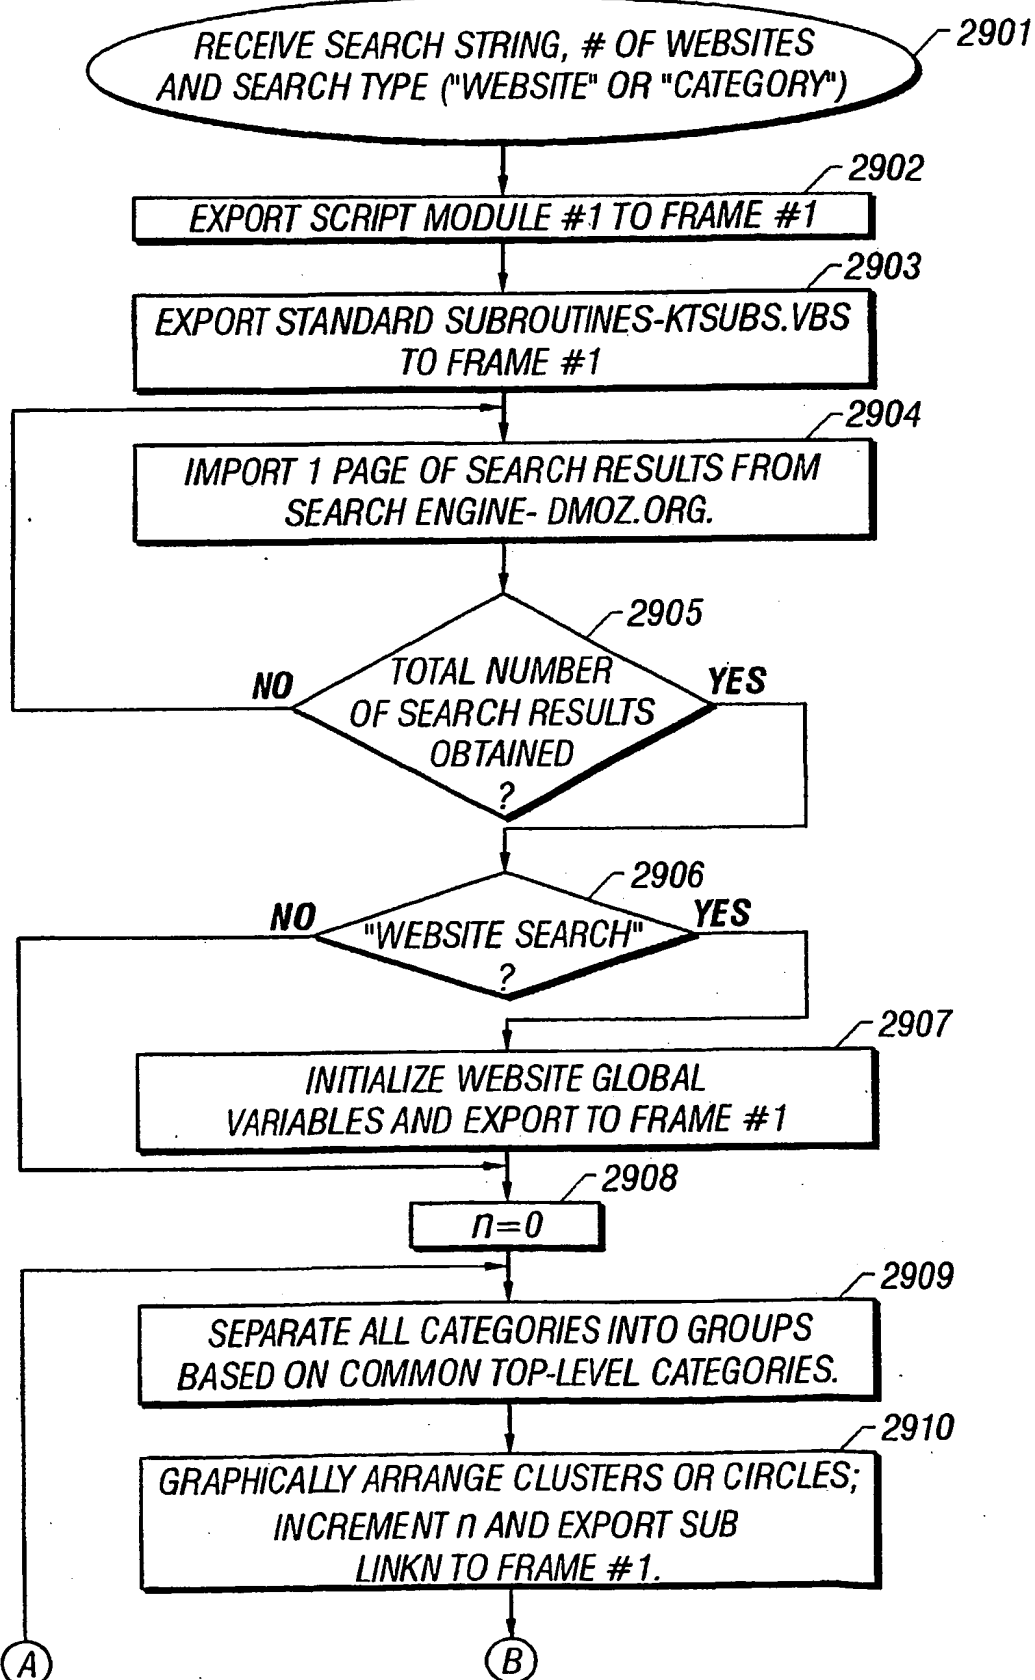 RECEIVE SEARCH STRING, # OF WEBSITES
AND SEARCH TYPE ("WEBSITE" OR "CATEGORY")
2901
2902
EXPORT SCRIPT MODULE #1 TO FRAME #1
2903
EXPORT STANDARD SUBROUTINES-KTSUBS.VBS
TO FRAME #1
2904
IMPORT 1 PAGE OF SEARCH RESULTS FROM
SEARCH ENGINE- DMOZ.ORG.
2905
TOTAL NUMBER
OF SEARCH RESULTS
OBTAINED
?
NO
YES
2906
"WEBSITE SEARCH"
?
NO
YES
2907
INITIALIZE WEBSITE GLOBAL
VARIABLES AND EXPORT TO FRAME #1
2908
n=0
2909
SEPARATE ALL CATEGORIES INTO GROUPS
BASED ON COMMON TOP-LEVEL CATEGORIES.
2910
GRAPHICALLY ARRANGE CLUSTERS OR CIRCLES;
INCREMENT n AND EXPORT SUB
LINKN TO FRAME #1.
A
B